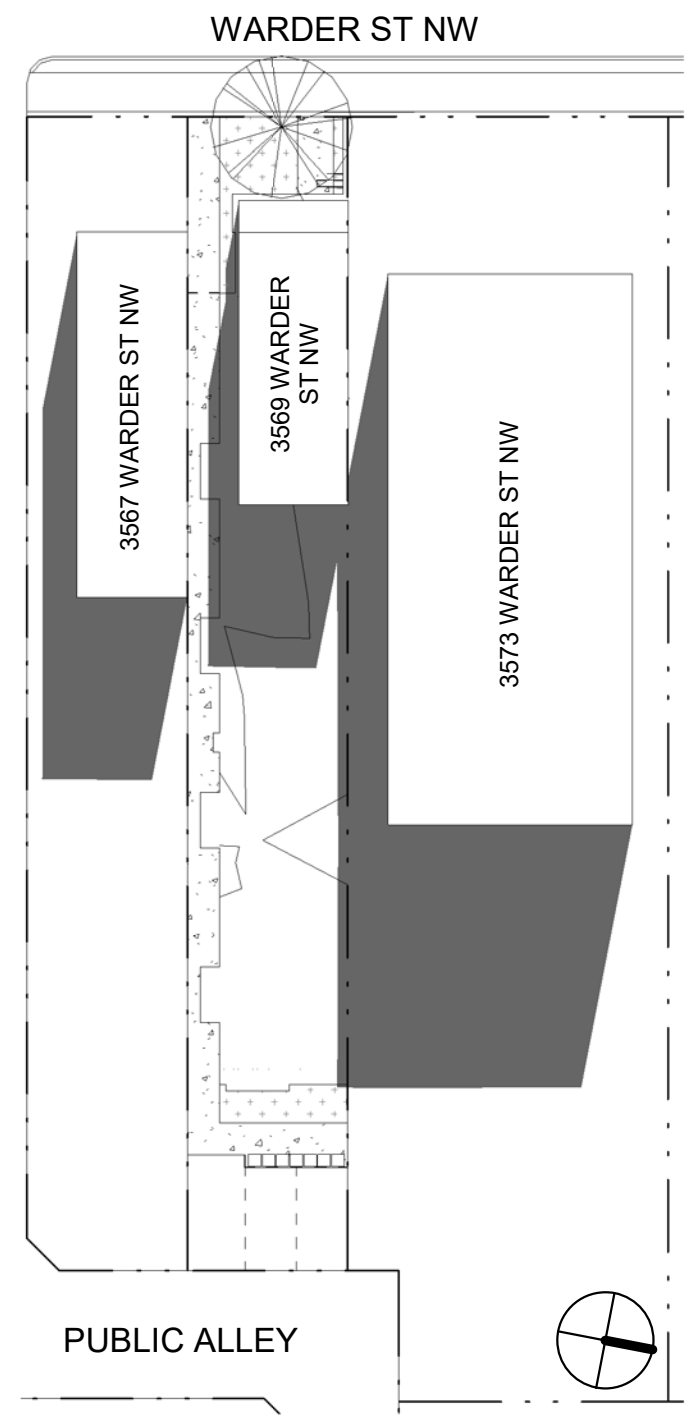 WARDER ST NW
3567 WARDER ST NW
3569 WARDER
ST NW
3573 WARDER ST NW
PUBLIC ALLEY